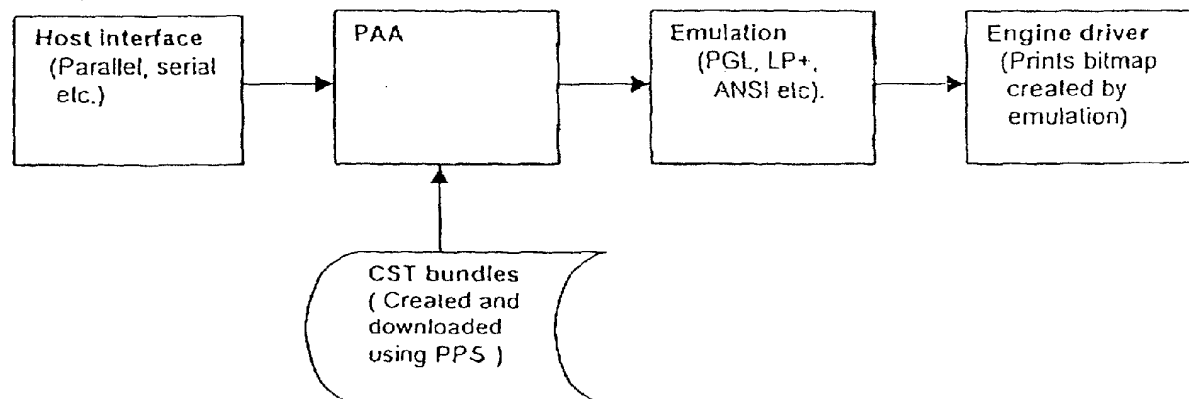 Host interface
(Parallel, serial
etc.)
PAA
Emulation
(PGL, LP+,
ANSI etc).
Engine driver
(Prints bitmap
created by
emulation)
CST bundles
( Created and
downloaded
using PPS )